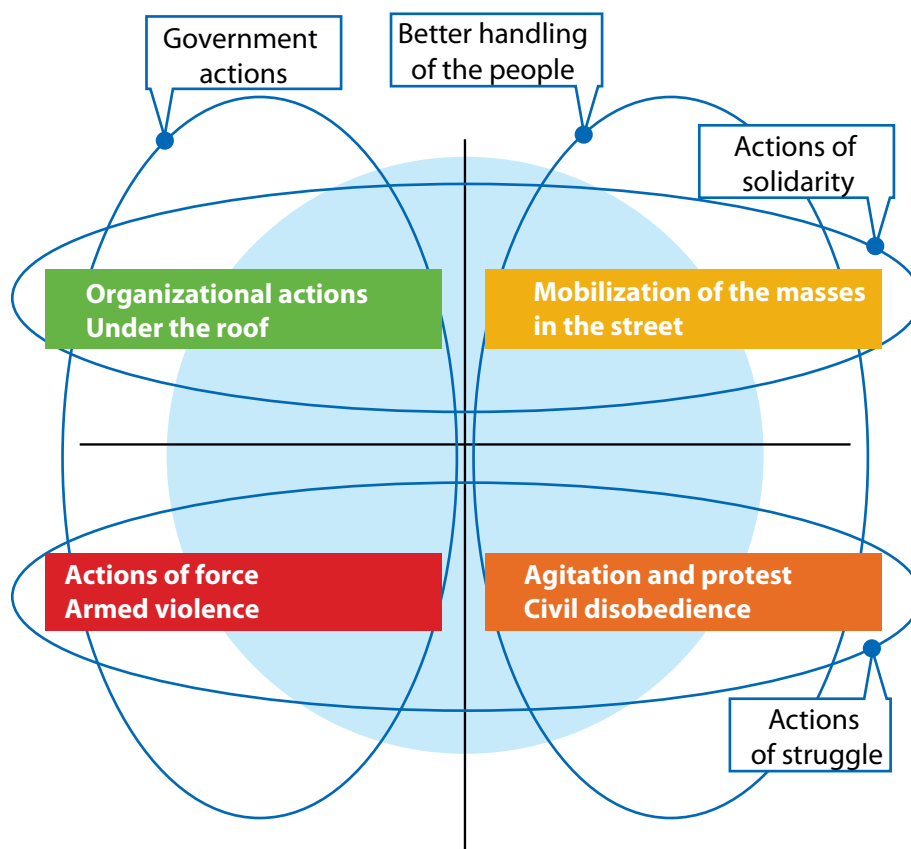 Government
actions
Better handling
of the people
Actions of
solidarity
Organizational actions
Under the roof
Mobilization of the masses
in the street
Actions of force
Armed violence
Agitation and protest
Civil disobedience
Actions
of struggle